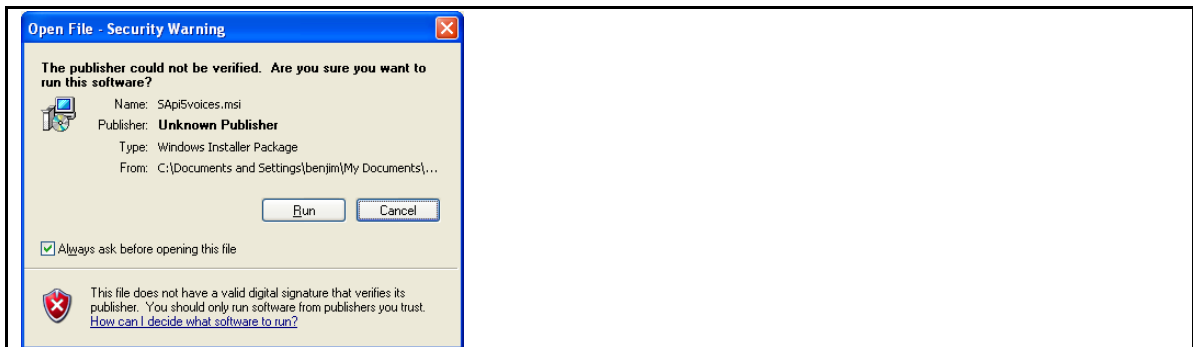 Open File - Security Warning
The publisher could not be verified.  Are you sure you want to
run this software?
Name: SApi5voices.msi
Publisher: Unknown Publisher
Type: Windows Installer Package
From: C:\Documents and Settings\benjim\My Documents\...
Run Cancel
Always ask before opening this file
This file does not have a valid digital signature that verifies its
publisher.  You should only run software from publishers you trust.
How can I decide what software to run?